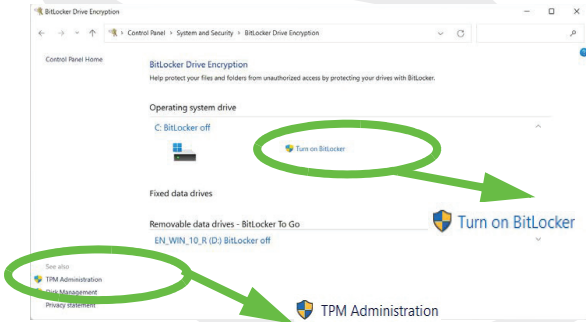 BitLocker Drive Encryption
Control Panel > System and Security > BitLocker Drive Encryption
Control Panel Home
BitLocker Drive Encryption
Help protect your files and folders from unauthorized access by protecting your drives with BitLocker.
Operating system drive
C: BitLocker off
Turn on BitLocker
Fixed data drives
Turn on BitLocker
Removable data drives - BitLocker To Go
EN_WIN_10_R (D:) BitLocker off
See also
TPM Administration
Disk Management
Privacy statement
TPM Administration